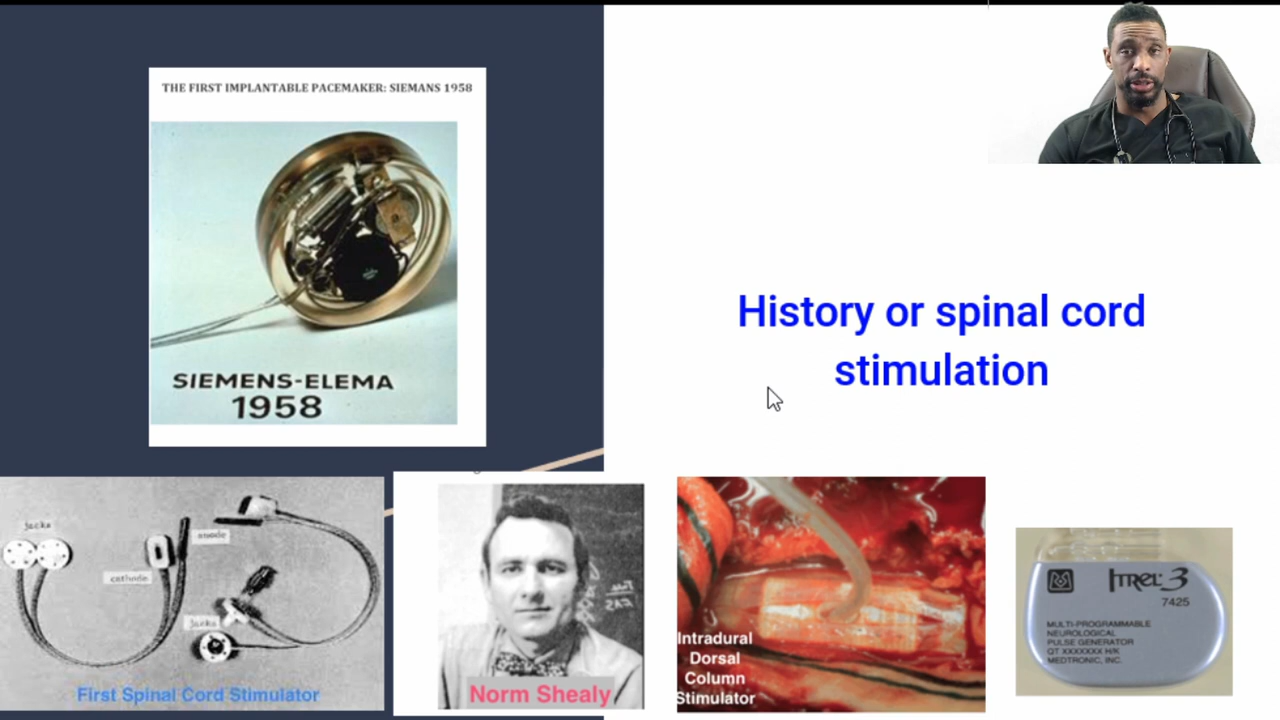 THE FIRST IMPLANTABLE PACEMAKER: SIEMANS 1958
SIEMENS-ELEMA
1958
History or spinal cord
stimulation
jacks
anode
cathode
jacks
First Spinal Cord Stimulator
Norm Shealy
Intradural
Dorsal
Column
Stimulator
ITREL 3
7425
MULTI-PROGRAMMABLE
NEUROLOGICAL
PULSE GENERATOR
QT XXXXXXX H/K
MEDTRONIC, INC.